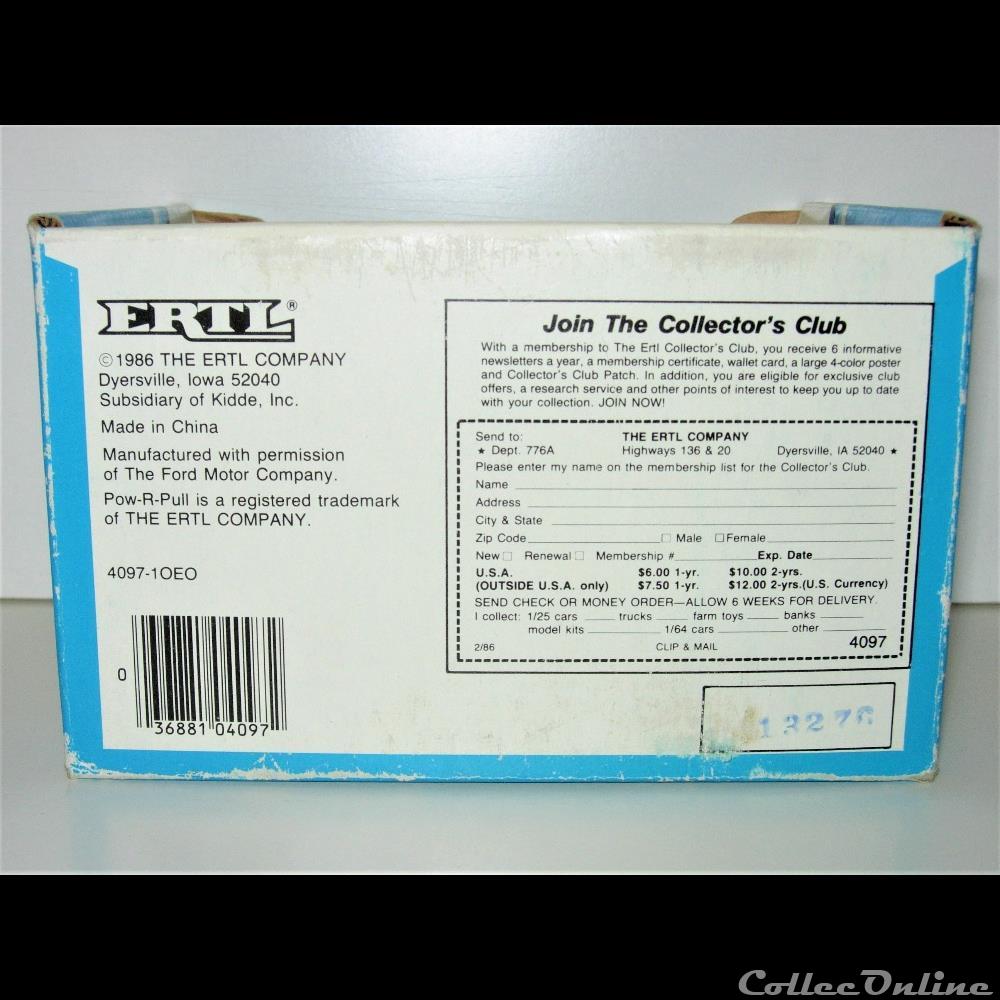 ERTL®
©1986 THE ERTL COMPANY
Dyersville, Iowa 52040
Subsidiary of Kidde, Inc.
Made in China
Manufactured with permission
of The Ford Motor Company.
Pow-R-Pull is a registered trademark
of THE ERTL COMPANY.
4097-1OEO
0
36881 04097
Join The Collector's Club
With a membership to The Ertl Collector's Club, you receive 6 informative
newsletters a year, a membership certificate, wallet card, a large 4-color poster
and Collector's Club Patch. In addition, you are eligible for exclusive club
offers, a research service and other points of interest to keep you up to date
with your collection. JOIN NOW!
Send to: THE ERTL COMPANY
★ Dept. 776A Highways 136 & 20 Dyersville, IA 52040 ★
Please enter my name on the membership list for the Collector's Club.
Name
Address
City & State
Zip Code ☐ Male ☐ Female
New ☐ Renewal ☐ Membership # Exp. Date
U.S.A. $6.00 1-yr. $10.00 2-yrs.
(OUTSIDE U.S.A. only) $7.50 1-yr. $12.00 2-yrs.(U.S. Currency)
SEND CHECK OR MONEY ORDER—ALLOW 6 WEEKS FOR DELIVERY.
I collect: 1/25 cars trucks farm toys banks
model kits 1/64 cars other
2/86 CLIP & MAIL 4097
13276
CollecOnline